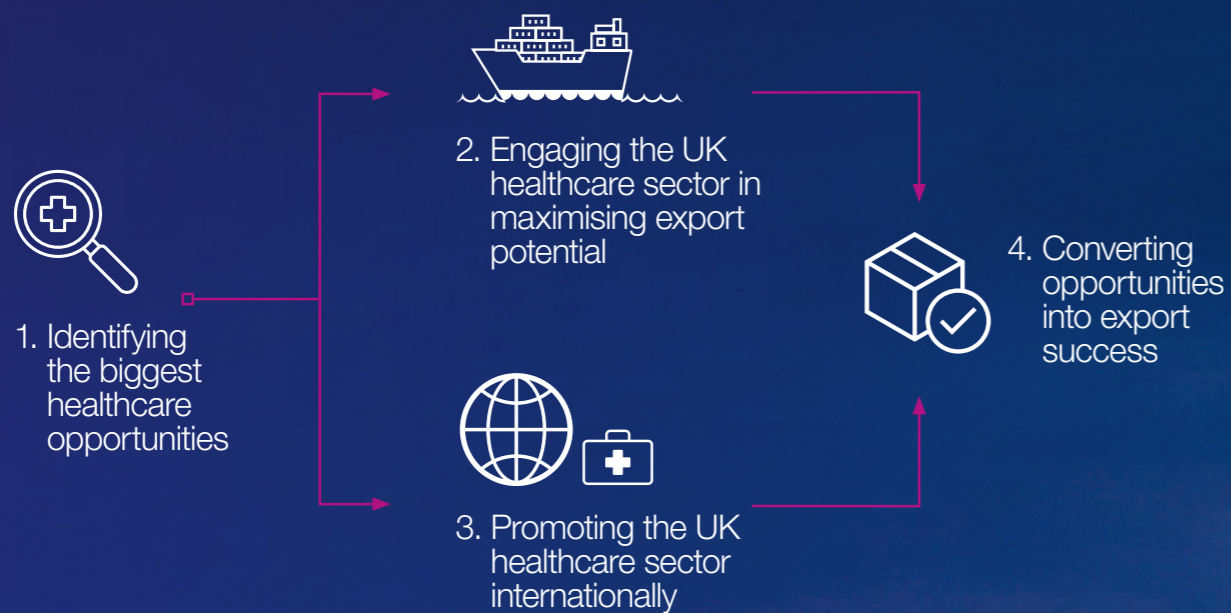 1. Identifying
the biggest
healthcare
opportunities
2. Engaging the UK
healthcare sector in
maximising export
potential
3. Promoting the UK
healthcare sector
internationally
4. Converting
opportunities
into export
success